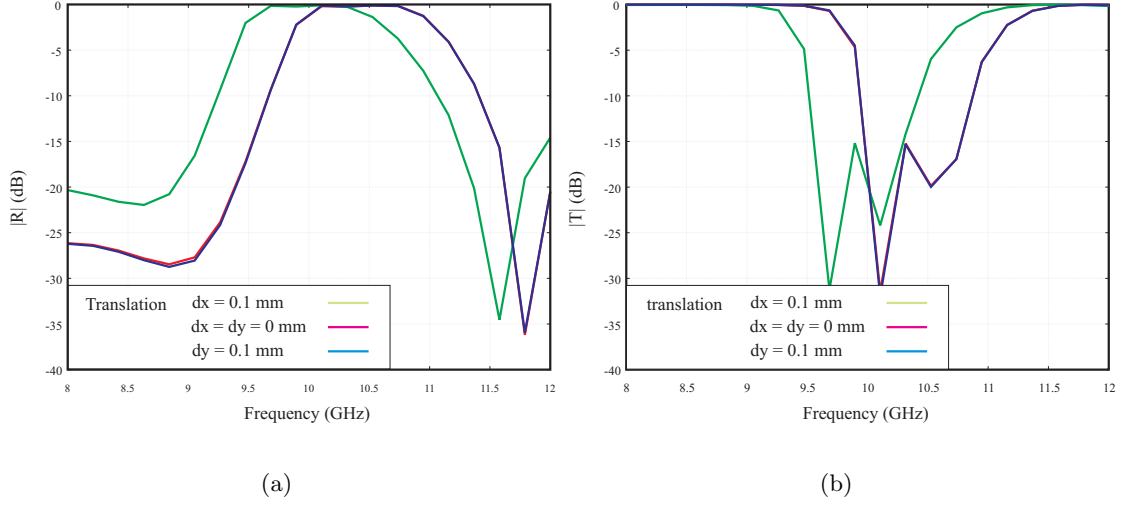 0
-5
-10
-15
-20
-25
-30
-35
-40
|R| (dB)
Translation
dx = 0.1 mm
dx = dy = 0 mm
dy = 0.1 mm
8 8.5 9 9.5 10 10.5 11 11.5 12
Frequency (GHz)
(a)
0
-5
-10
-15
-20
-25
-30
-35
-40
|T| (dB)
translation
dx = 0.1 mm
dx = dy = 0 mm
dy = 0.1 mm
8 8.5 9 9.5 10 10.5 11 11.5 12
Frequency (GHz)
(b)